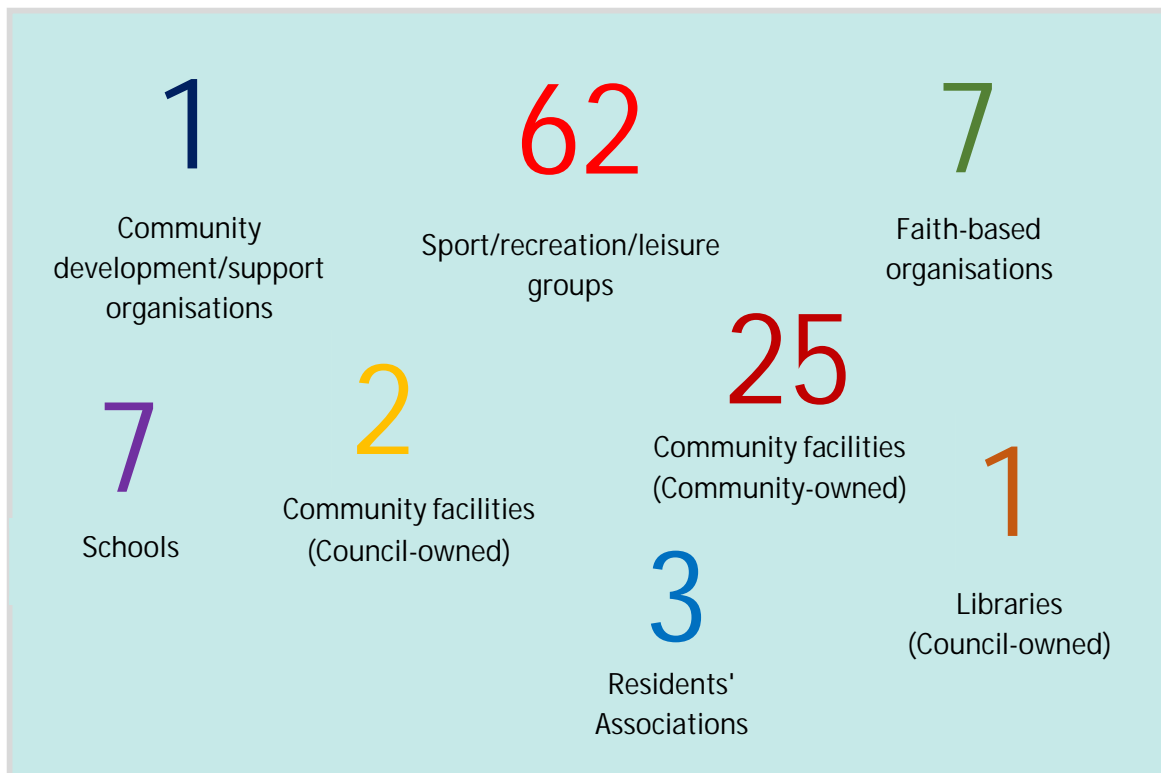 1
Community
development/support
organisations
62
Sport/recreation/leisure
groups
7
Faith-based
organisations
7
Schools
2
Community facilities
(Council-owned)
25
Community facilities
(Community-owned)
1
Libraries
(Council-owned)
3
Residents'
Associations